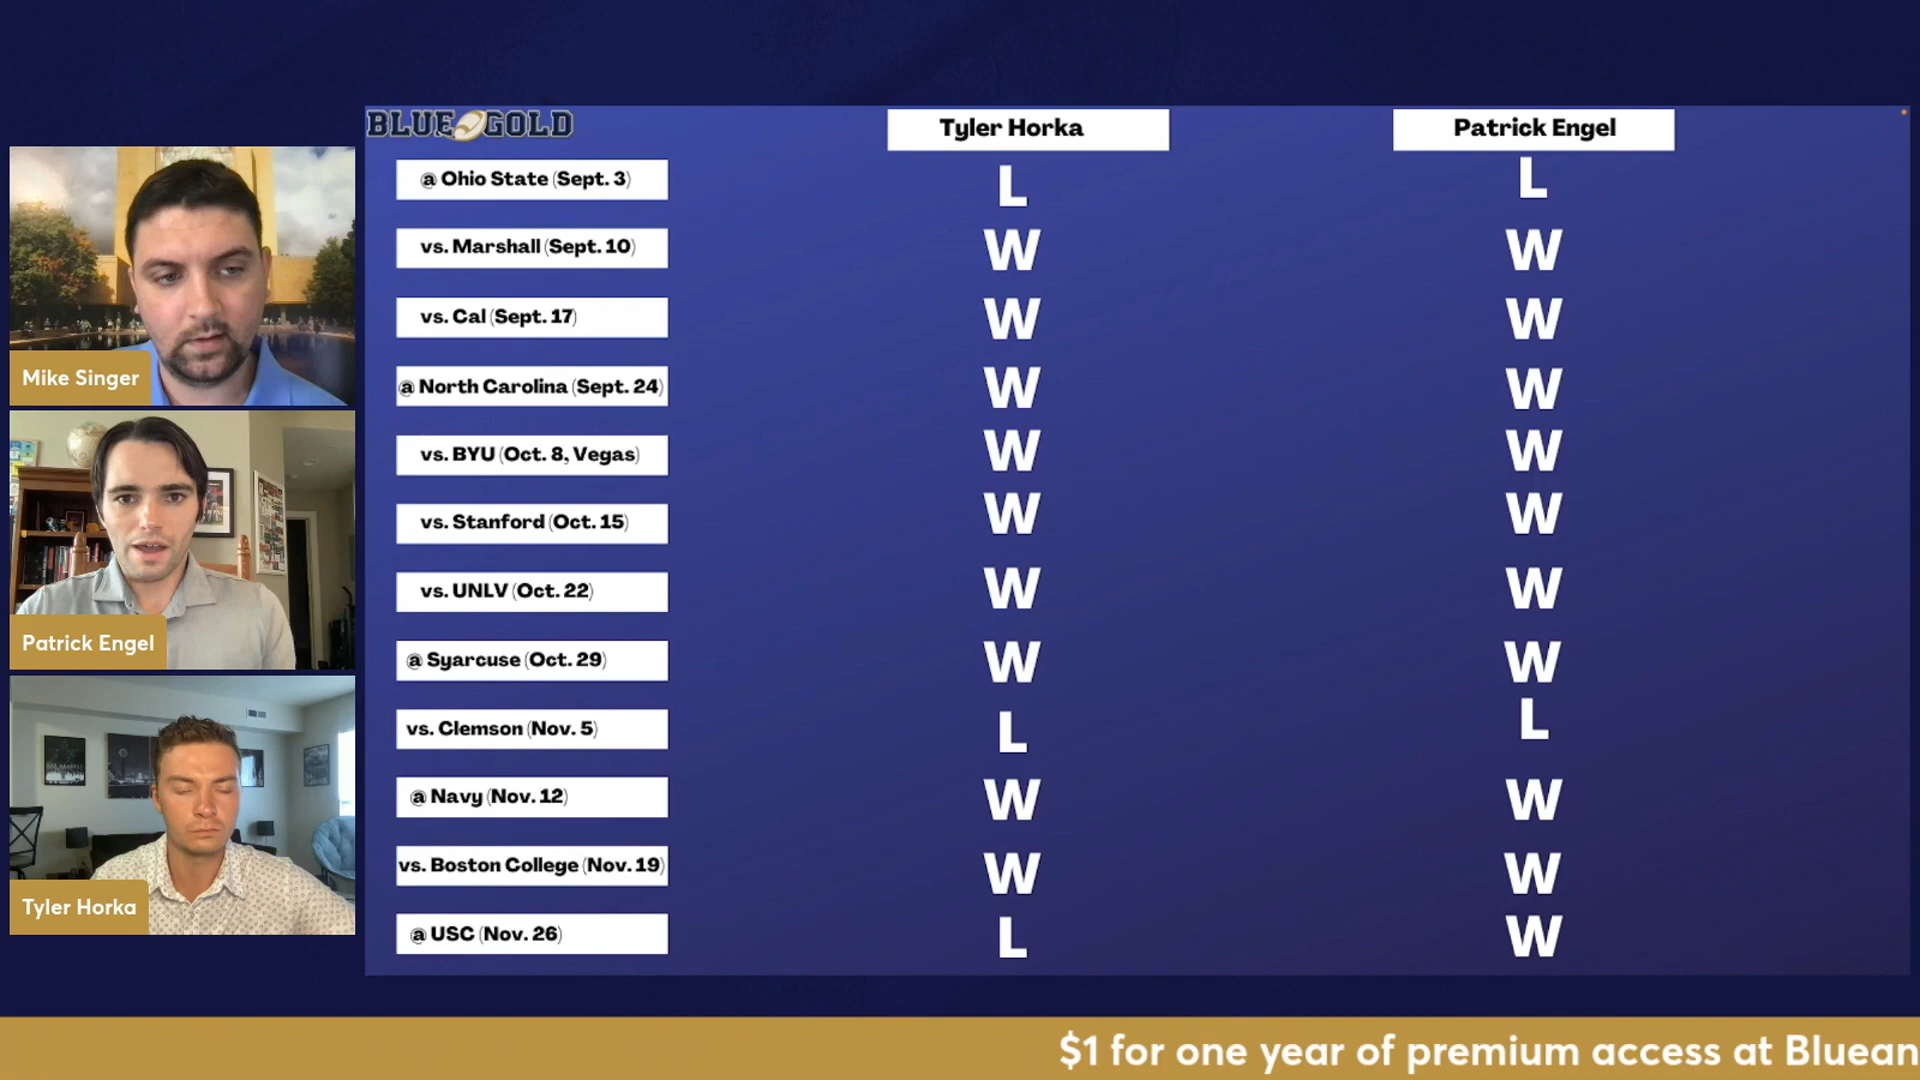 BLUE GOLD
Tyler Horka
Patrick Engel
@ Ohio State (Sept. 3)
L
L
vs. Marshall (Sept. 10)
W
W
vs. Cal (Sept. 17)
W
W
@ North Carolina (Sept. 24)
W
W
vs. BYU (Oct. 8, Vegas)
W
W
vs. Stanford (Oct. 15)
W
W
vs. UNLV (Oct. 22)
W
W
@ Syarcuse (Oct. 29)
W
W
vs. Clemson (Nov. 5)
L
L
@ Navy (Nov. 12)
W
W
vs. Boston College (Nov. 19)
W
W
@ USC (Nov. 26)
L
W
Mike Singer
Patrick Engel
Tyler Horka
$1 for one year of premium access at Bluean